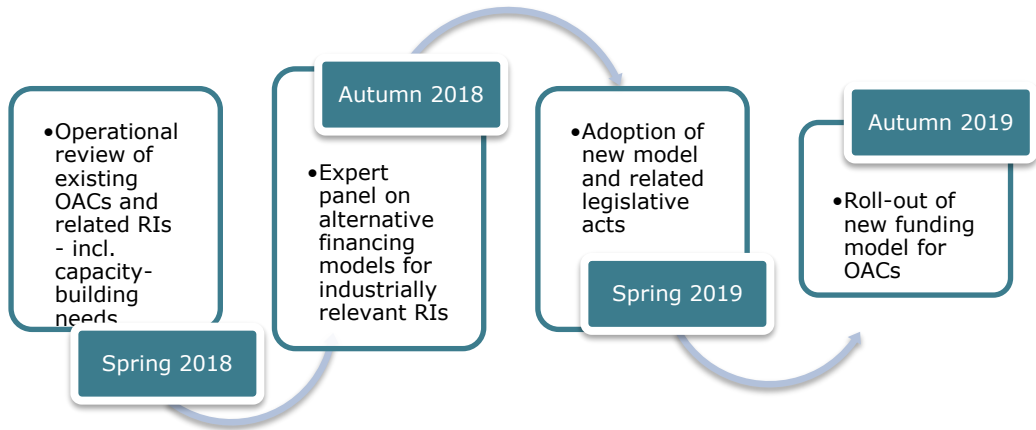 •Operational
review of
existing
OACs and
related RIs
- incl.
capacity-
building
needs
Spring 2018
Autumn 2018
•Expert
panel on
alternative
financing
models for
industrially
relevant RIs
•Adoption of
new model
and related
legislative
acts
Spring 2019
Autumn 2019
•Roll-out of
new funding
model for
OACs